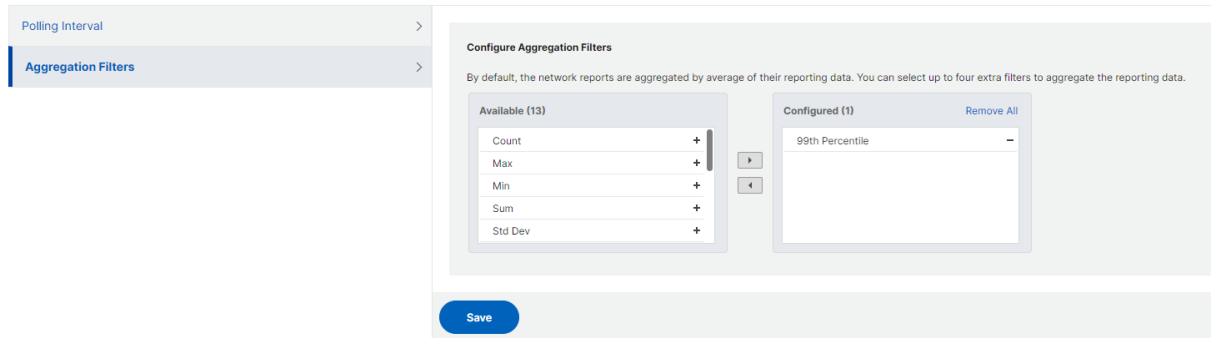 Polling Interval
Aggregation Filters
Configure Aggregation Filters
By default, the network reports are aggregated by average of their reporting data. You can select up to four extra filters to aggregate the reporting data.
Available (13)
Count
Max
Min
Sum
Std Dev
Configured (1) Remove All
99th Percentile
Save